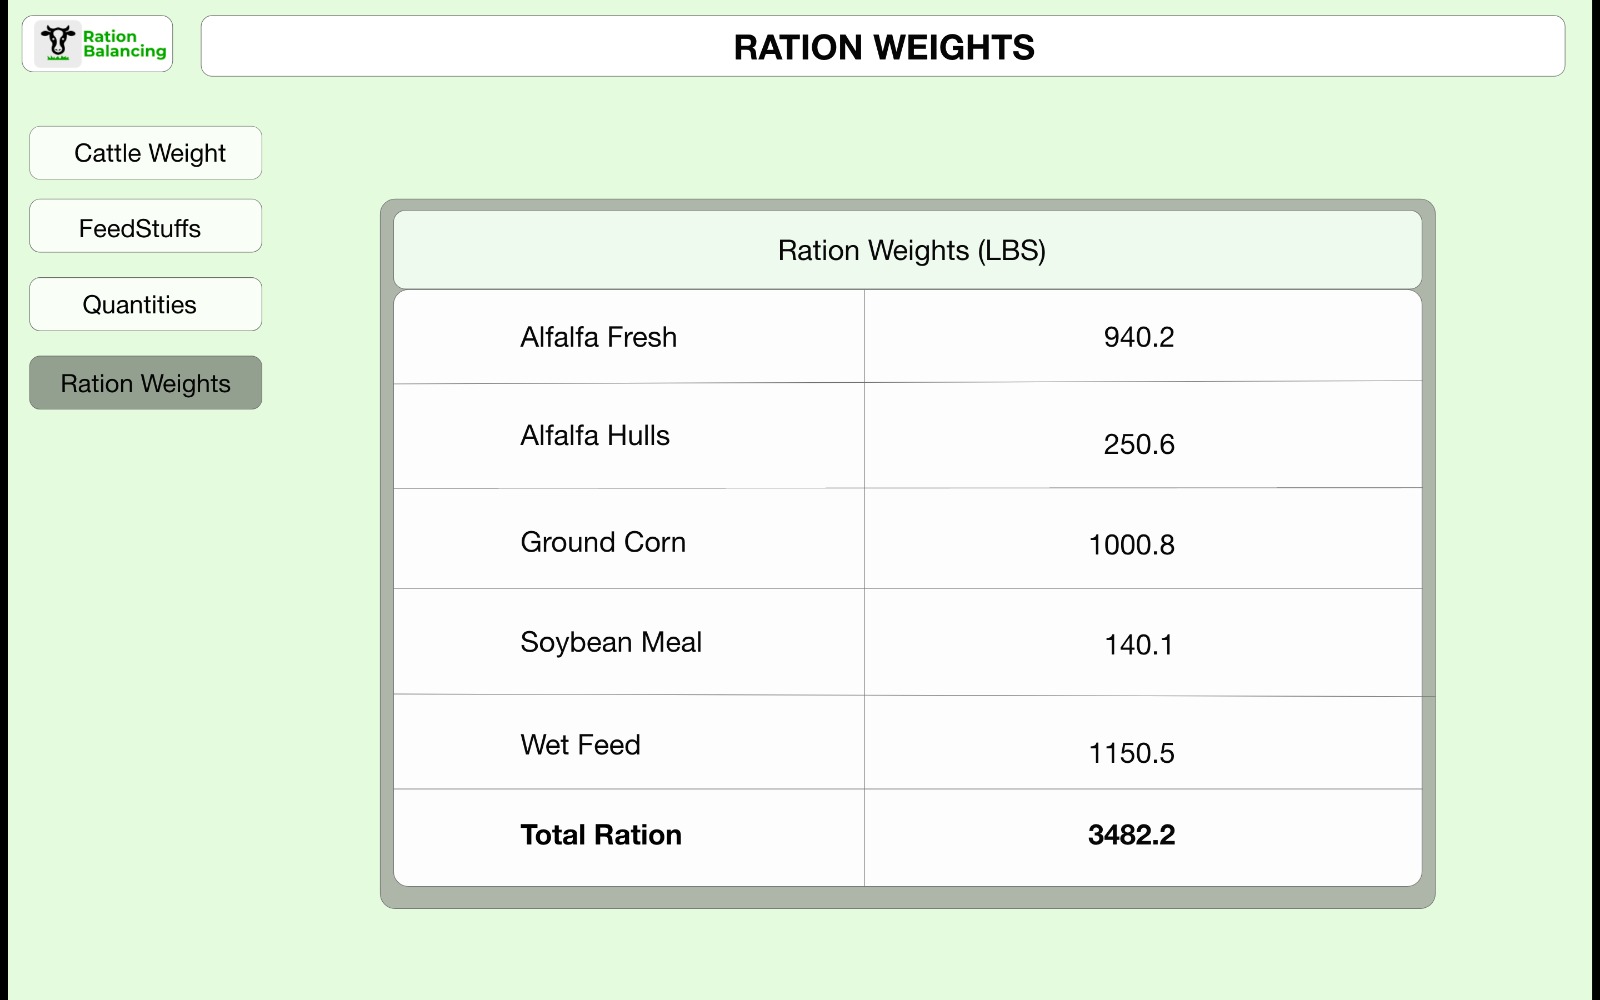 Ration
Balancing
RATION WEIGHTS
Cattle Weight
FeedStuffs
Quantities
Ration Weights
Ration Weights (LBS)
Alfalfa Fresh 940.2
Alfalfa Hulls 250.6
Ground Corn 1000.8
Soybean Meal 140.1
Wet Feed 1150.5
Total Ration 3482.2